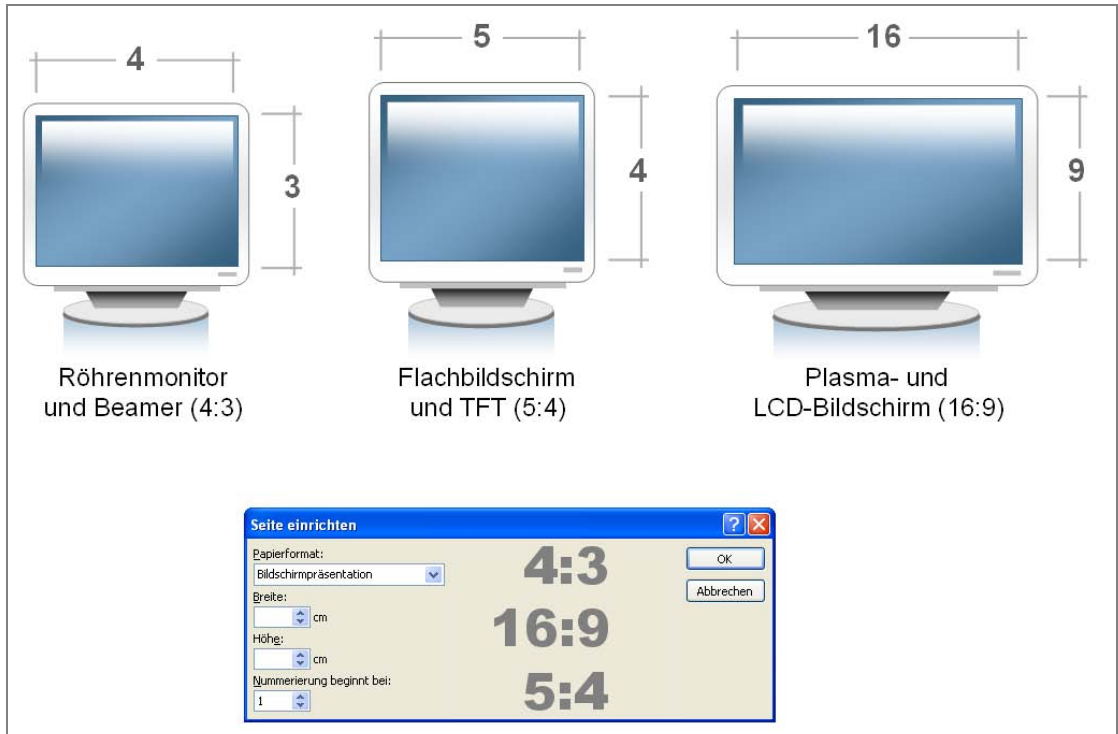 4
3
Röhrenmonitor
und Beamer (4:3)
5
4
Flachbildschirm
und TFT (5:4)
16
9
Plasma- und
LCD-Bildschirm (16:9)
Seite einrichten
Papierformat:
Bildschirmpräsentation
Breite:
cm
Höhe:
cm
Nummerierung beginnt bei:
1
4:3
16:9
5:4
OK
Abbrechen